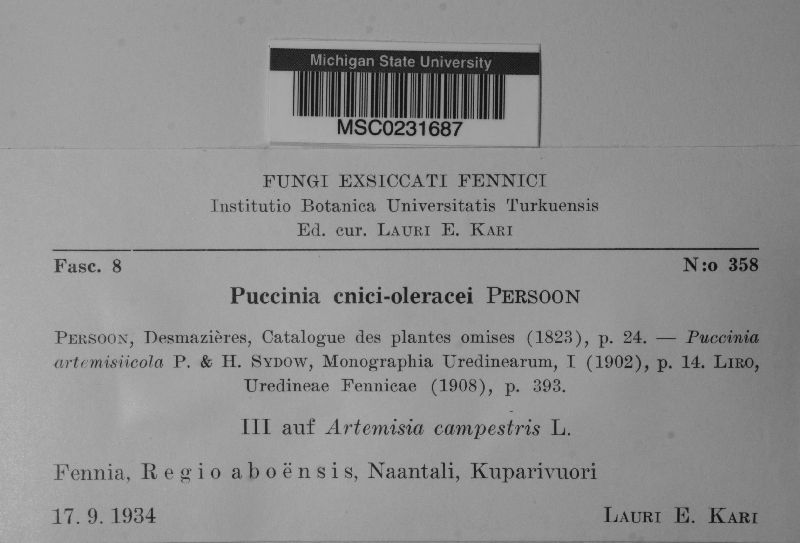 Michigan State University
MSC0231687
FUNGI EXSICCATI FENNICI
Institutio Botanica Universitatis Turkuensis
Ed. cur. LAURI E. KARI
Fasc. 8 N:o 358
Puccinia cnici-oleracei PERSOON
PERSOON, Desmazières, Catalogue des plantes omises (1823), p. 24. — Puccinia
artemisiicola P. & H. SYDOW, Monographia Uredinearum, I (1902), p. 14. LIRO,
Uredineae Fennicae (1908), p. 393.
III auf Artemisia campestris L.
Fennia, Regio aboënsis, Naantali, Kuparivuori
17. 9. 1934 LAURI E. KARI